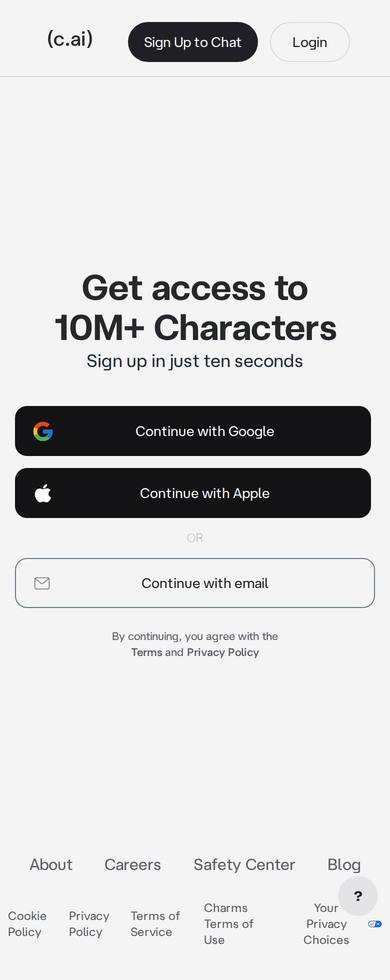 (c.ai)
Sign Up to Chat
Login
Get access to
10M+ Characters
Sign up in just ten seconds
Continue with Google
Continue with Apple
OR
Continue with email
By continuing, you agree with the
Terms and Privacy Policy
About
Careers
Safety Center
Blog
Cookie
Policy
Privacy
Policy
Terms of
Service
Charms
Terms of
Use
Your
Privacy
Choices
?